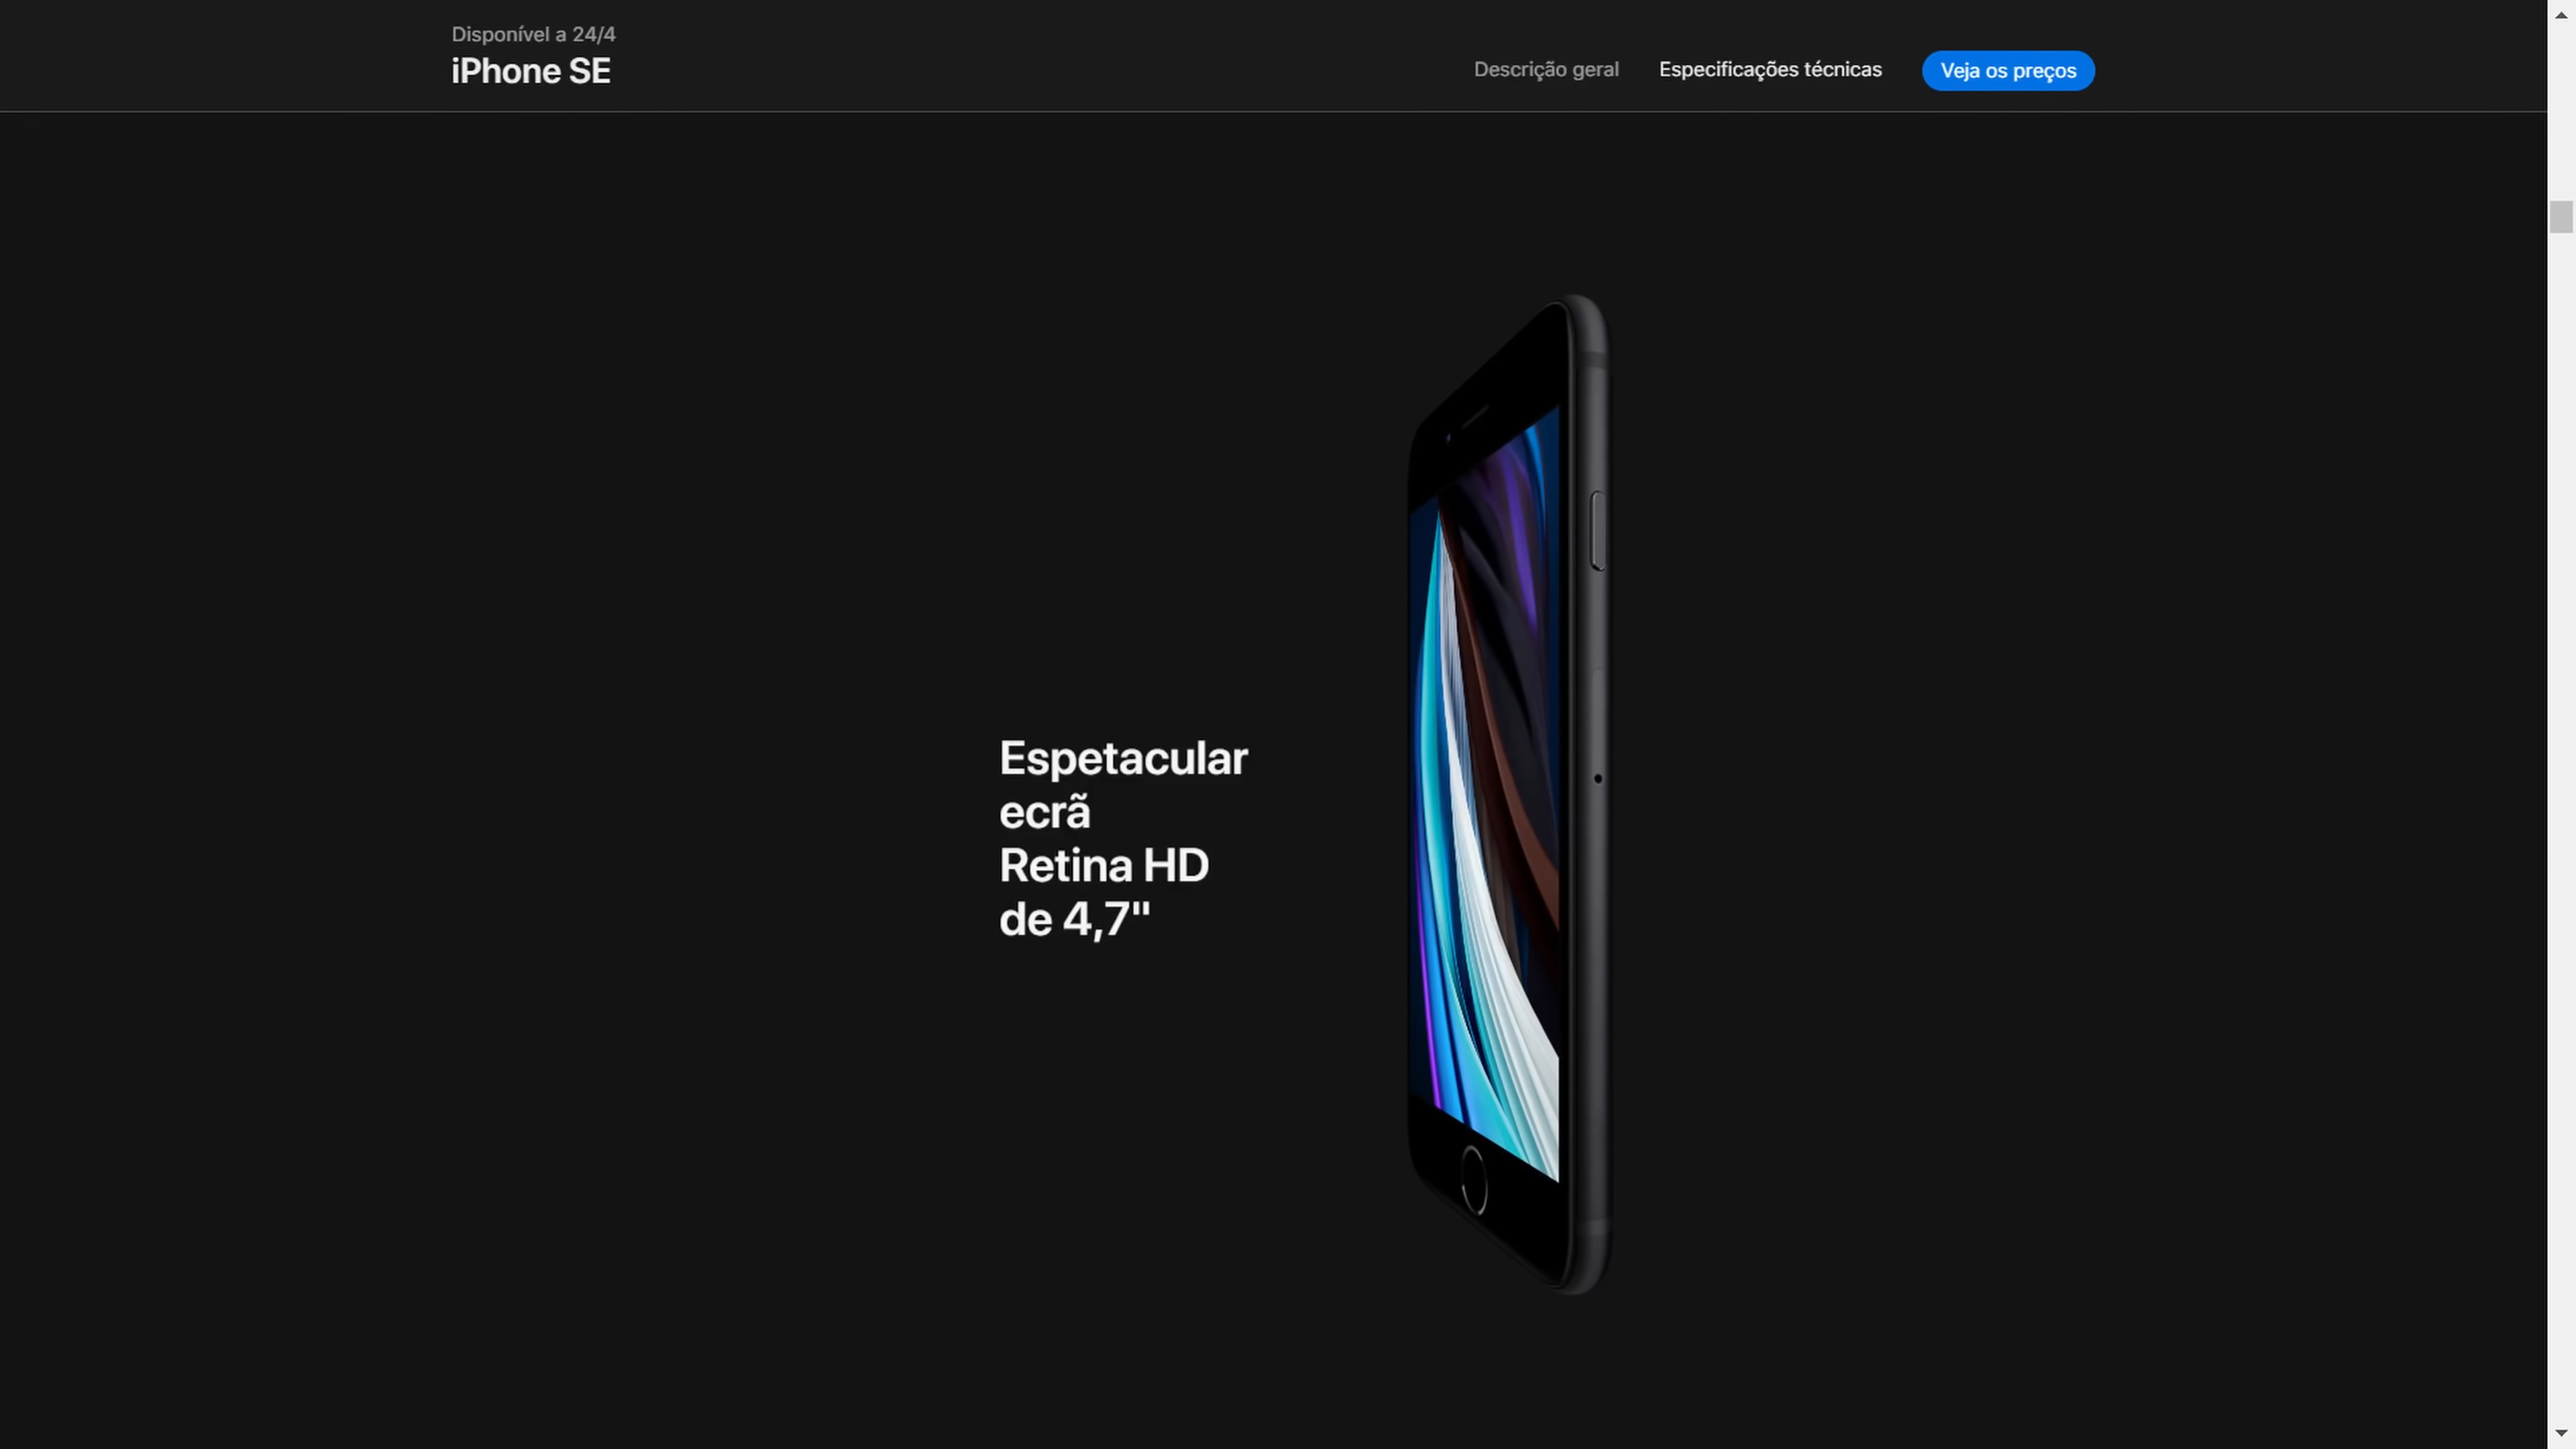 Disponível a 24/4
iPhone SE
Descrição geral
Especificações técnicas
Veja os preços
Espetacular
ecrã
Retina HD
de 4,7"